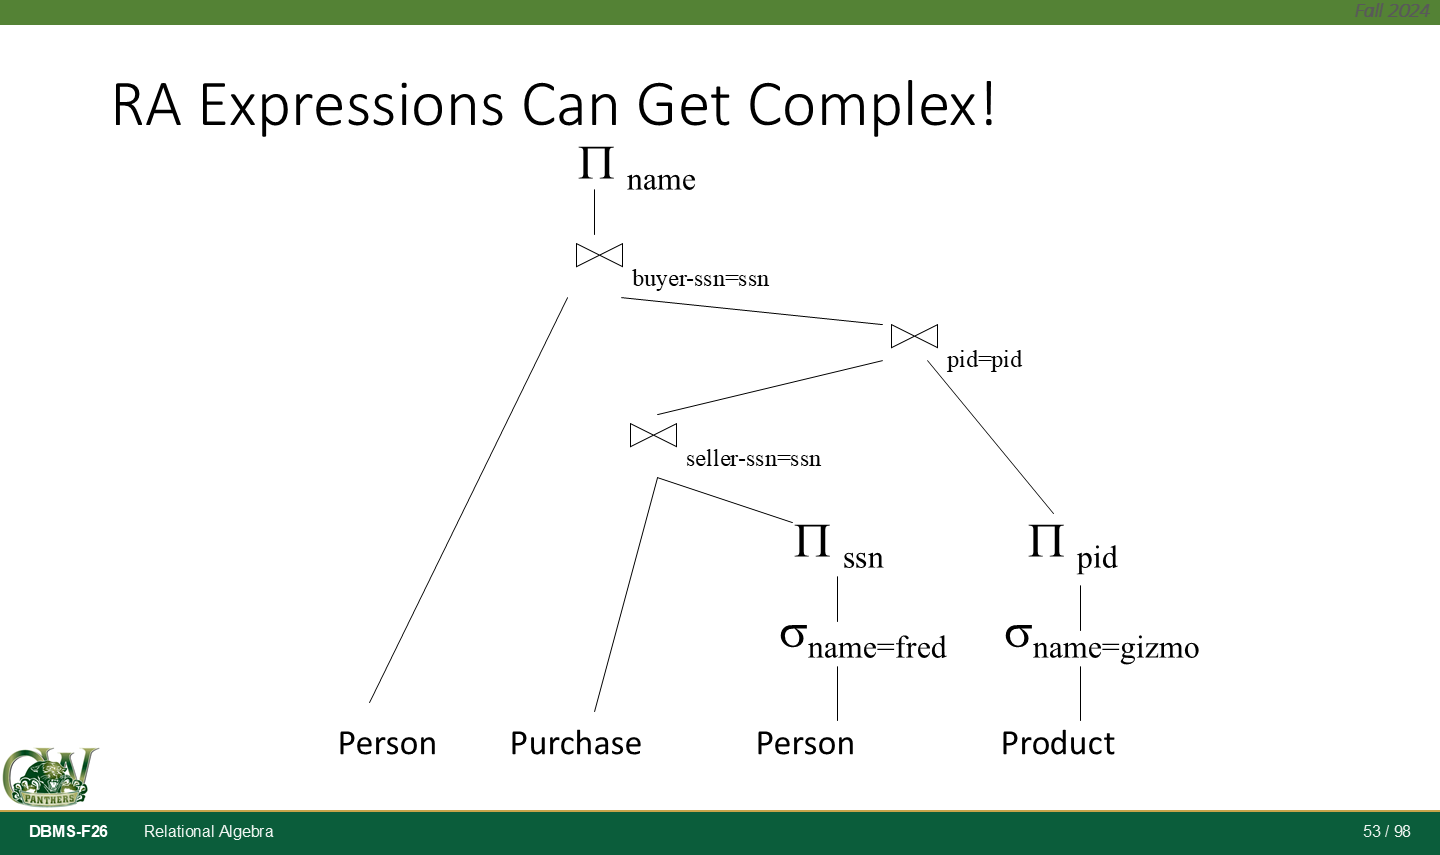 Fall 2024
RA Expressions Can Get Complex!
Π name
buyer-ssn=ssn
pid=pid
seller-ssn=ssn
Π ssn
Π pid
σname=fred
σname=gizmo
Person
Purchase
Person
Product
OW
PANTHERS
DBMS-F26
Relational Algebra
53 / 98